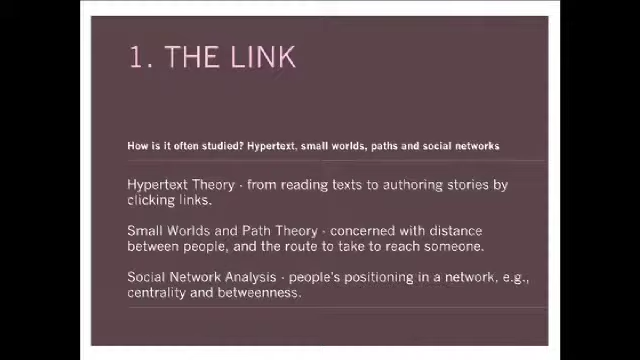 1. THE LINK
How is it often studied? Hypertext, small worlds, paths and social networks
Hypertext Theory - from reading texts to authoring stories by
clicking links.
Small Worlds and Path Theory - concerned with distance
between people, and the route to take to reach someone.
Social Network Analysis - people's positioning in a network, e.g.,
centrality and betweenness.